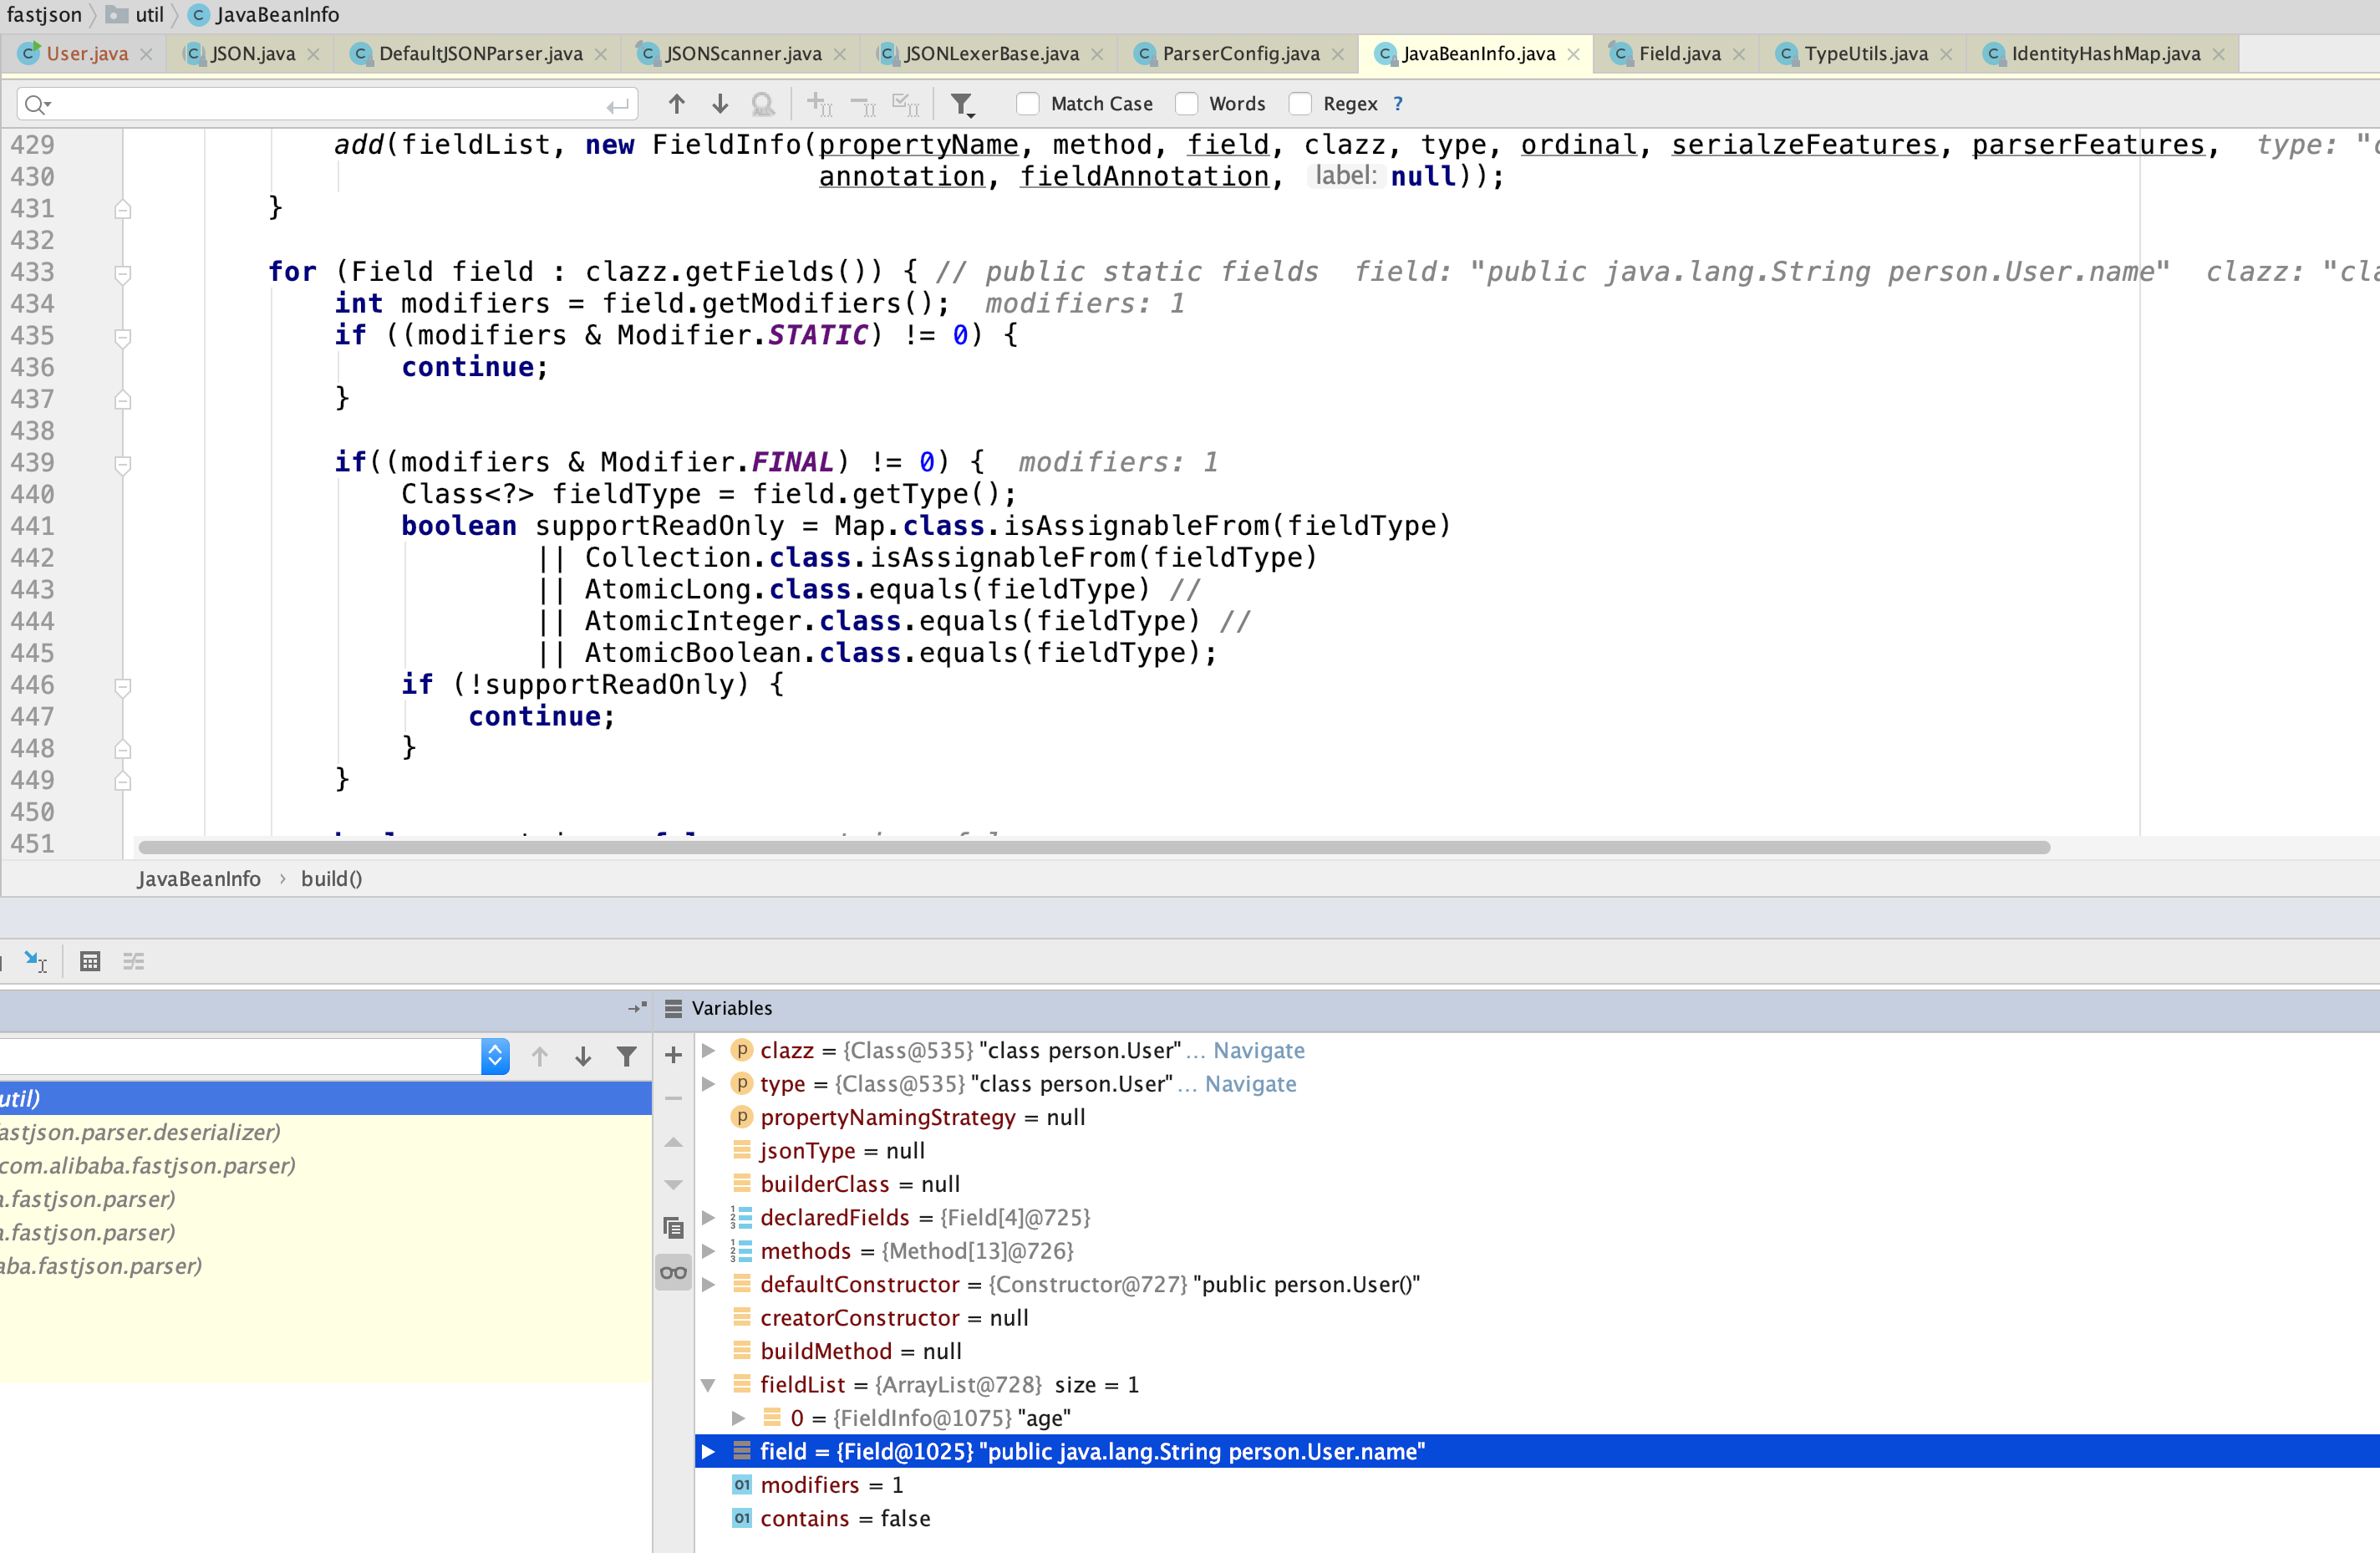 fastjson util JavaBeanInfo
User.java JSON.java DefaultJSONParser.java JSONScanner.java JSONLexerBase.java ParserConfig.java JavaBeanInfo.java Field.java TypeUtils.java IdentityHashMap.java
Match Case Words Regex ?
429 add(fieldList, new FieldInfo(propertyName, method, field, clazz, type, ordinal, serialzeFeatures, parserFeatures, type: "c
430 annotation, fieldAnnotation, label: null));
431 }
432
433 for (Field field : clazz.getFields()) { // public static fields field: "public java.lang.String person.User.name" clazz: "cla
434 int modifiers = field.getModifiers(); modifiers: 1
435 if ((modifiers & Modifier.STATIC) != 0) {
436 continue;
437 }
438
439 if((modifiers & Modifier.FINAL) != 0) { modifiers: 1
440 Class<?> fieldType = field.getType();
441 boolean supportReadOnly = Map.class.isAssignableFrom(fieldType)
442 || Collection.class.isAssignableFrom(fieldType)
443 || AtomicLong.class.equals(fieldType) //
444 || AtomicInteger.class.equals(fieldType) //
445 || AtomicBoolean.class.equals(fieldType);
446 if (!supportReadOnly) {
447 continue;
448 }
449 }
450
451
JavaBeanInfo › build()
Variables
util)
astjson.parser.deserializer)
com.alibaba.fastjson.parser)
a.fastjson.parser)
a.fastjson.parser)
aba.fastjson.parser)
clazz = {Class@535} "class person.User" ... Navigate
type = {Class@535} "class person.User" ... Navigate
propertyNamingStrategy = null
jsonType = null
builderClass = null
declaredFields = {Field[4]@725}
methods = {Method[13]@726}
defaultConstructor = {Constructor@727} "public person.User()"
creatorConstructor = null
buildMethod = null
fieldList = {ArrayList@728} size = 1
0 = {FieldInfo@1075} "age"
field = {Field@1025} "public java.lang.String person.User.name"
modifiers = 1
contains = false